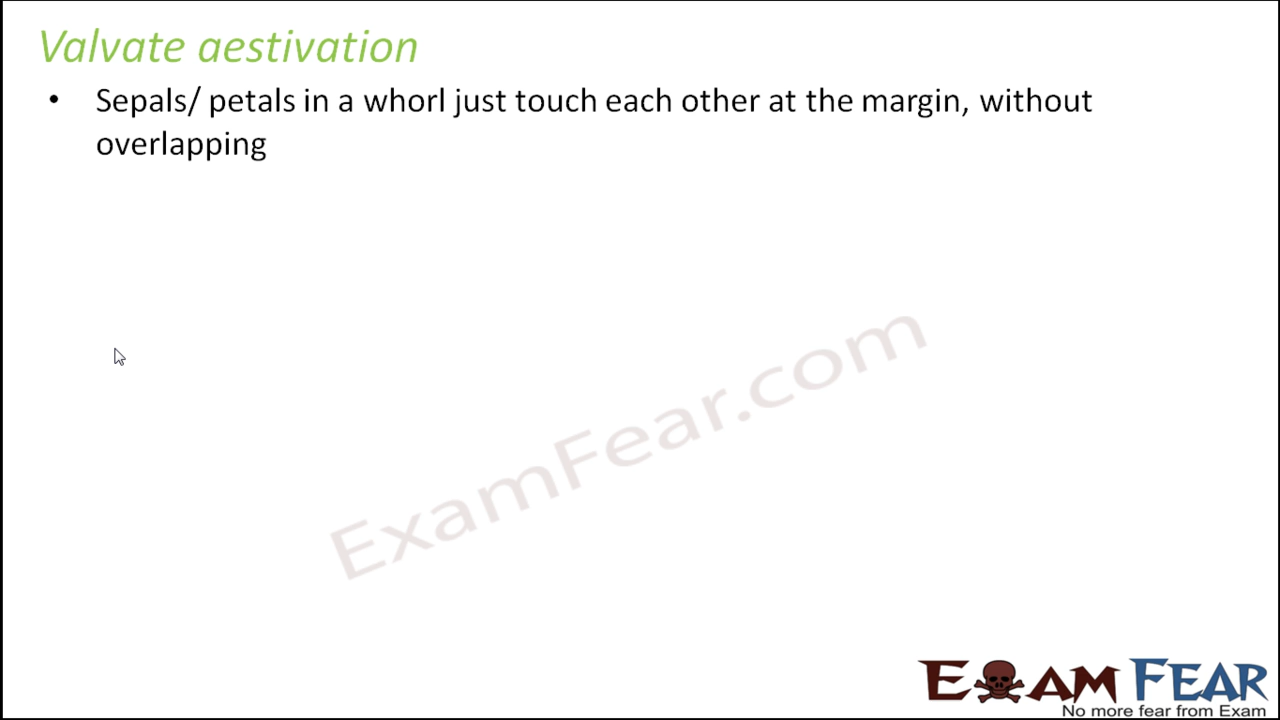 Valvate aestivation
• Sepals/ petals in a whorl just touch each other at the margin, without
overlapping
ExamFear.com
EXAM FEAR
No more fear from Exam